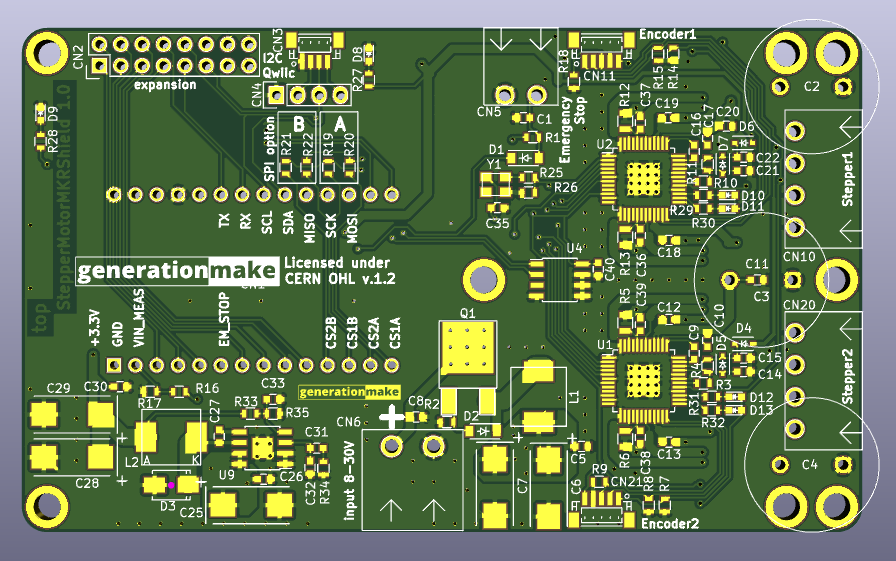 CN2
expansion
CN3
I2C
Qwiic
CN4
D8
R27
D9
R28
StepperMotorMKRShield 1.0
top
SPI option
B
A
R21
R22
R19
R20
CN5
Emergency
Stop
C1
R1
D1
Y1
R25
R26
C35
R18
Encoder1
CN11
R15
R14
R12
C37
C19
C16
C17
C20
D6
D7
C22
C21
U2
R11
R10
D10
D11
R29
R30
C18
R13
C36
C2
Stepper1
CN10
C11
C3
TX
RX
SCL
SDA
MISO
SCK
MOSI
generationmake
Licensed under
CERN OHL v.1.2
CN1
U4
C40
+3.3V
GND
VIN_MEAS
EM_STOP
CS2B
CS1B
CS2A
CS1A
Q1
R5
C39
C12
C9
C10
D4
D5
C15
C14
U1
R4
R3
D12
D13
R31
R32
C13
R6
C38
CN20
Stepper2
C4
C29
C30
R17
R16
C33
R33
R35
generationmake
CN6
C8
R2
D2
L1
C27
L2
A
K
C31
C28
U9
C26
C32
R34
D3
C25
input 8-30V
C7
C6
C5
R9
CN21
R8
R7
Encoder2